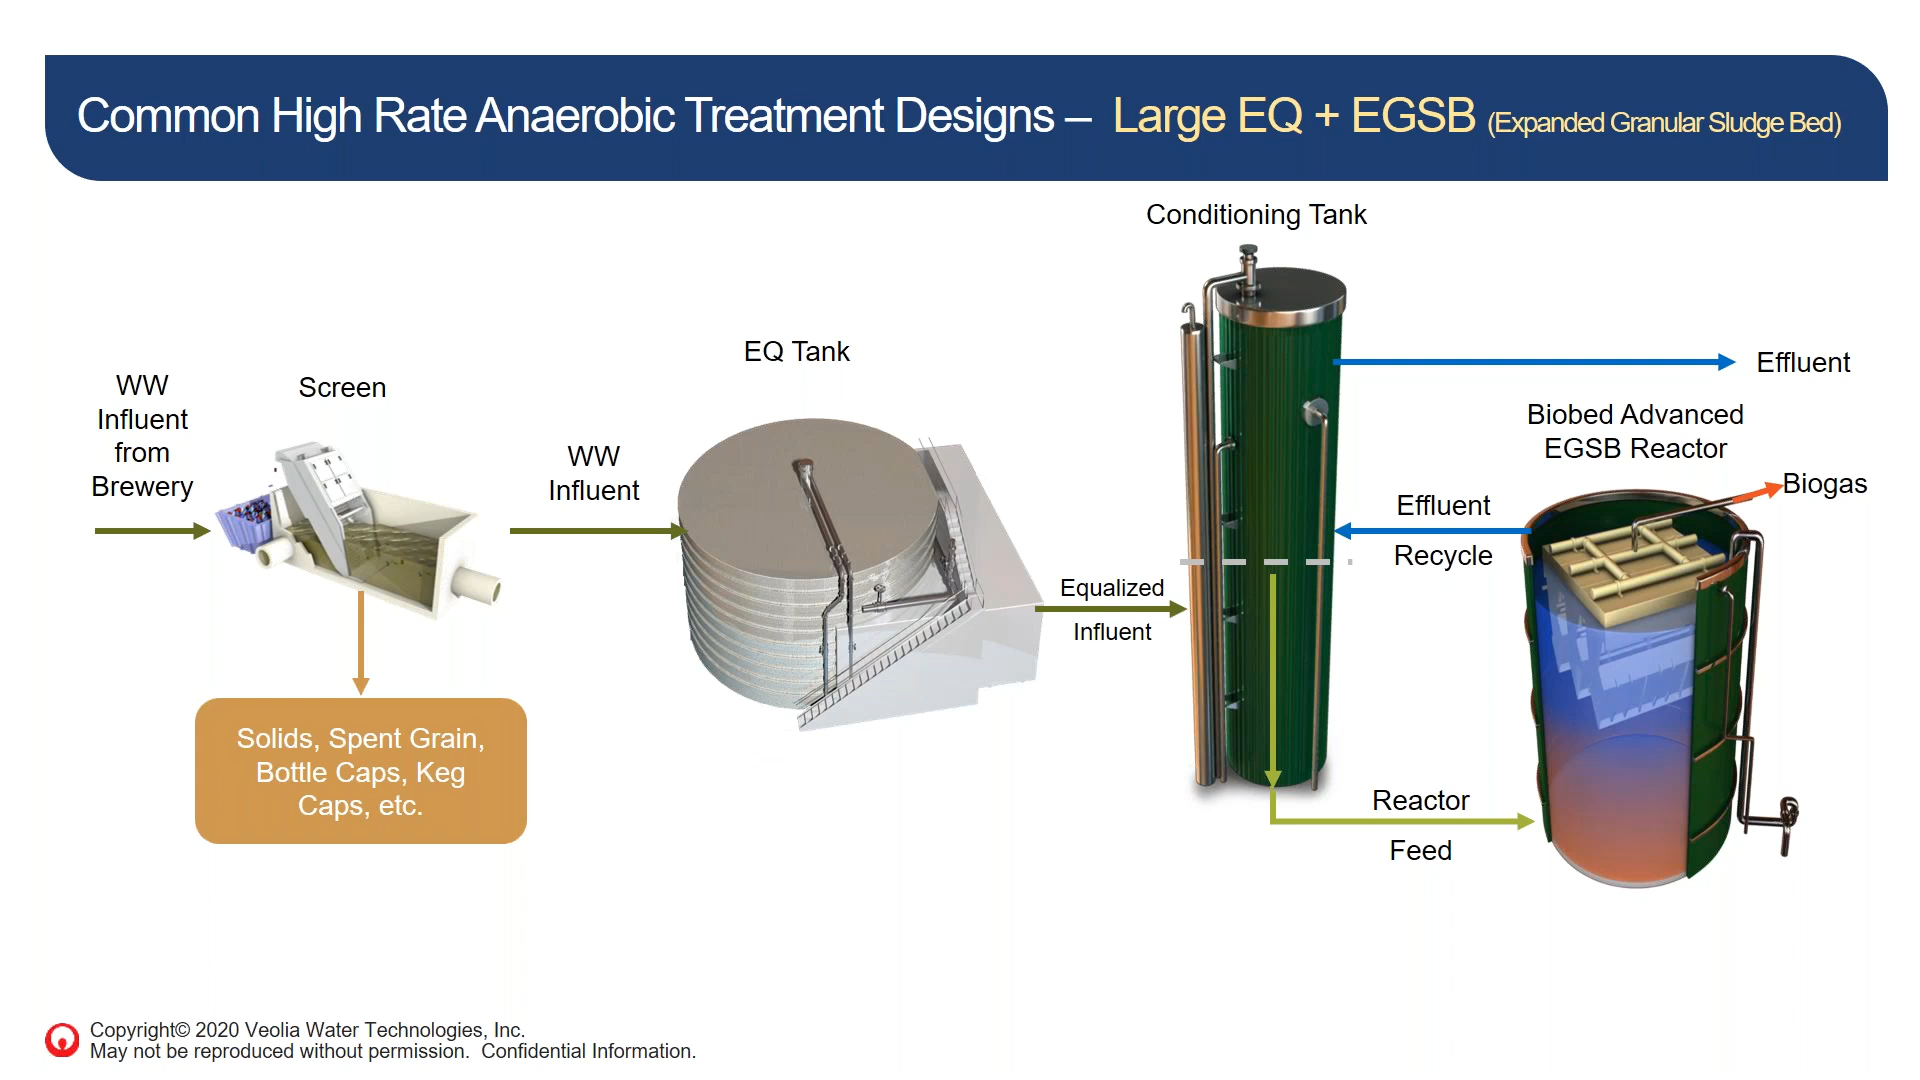 Common High Rate Anaerobic Treatment Designs – Large EQ + EGSB (Expanded Granular Sludge Bed)
Conditioning Tank
EQ Tank
Effluent
WW
Influent
from
Brewery
Screen
Biobed Advanced
EGSB Reactor
WW
Influent
Biogas
Effluent
Recycle
Equalized
Influent
Solids, Spent Grain,
Bottle Caps, Keg
Caps, etc.
Reactor
Feed
Copyright© 2020 Veolia Water Technologies, Inc.
May not be reproduced without permission. Confidential Information.